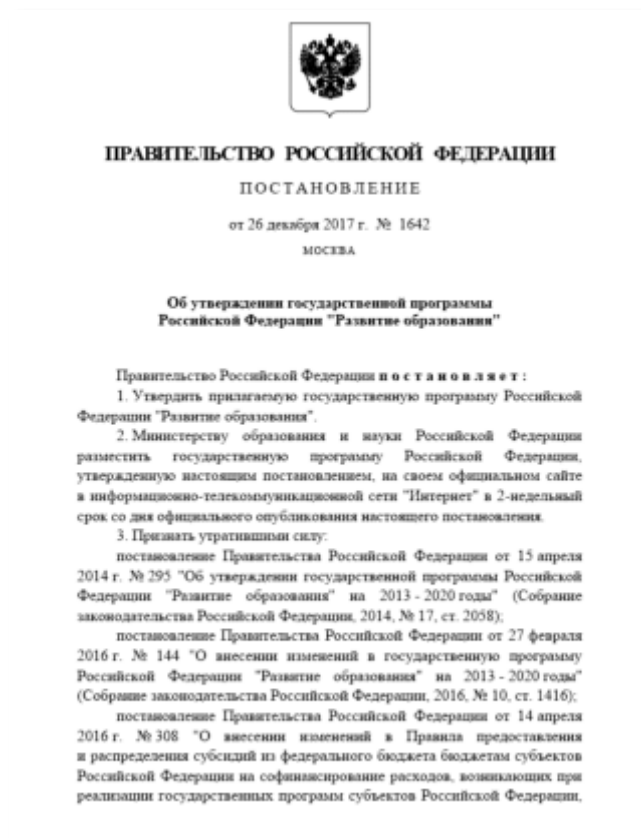 ПРАВИТЕЛЬСТВО РОССИЙСКОЙ ФЕДЕРАЦИИ
ПОСТАНОВЛЕНИЕ
от 26 декабря 2017 г. № 1642
МОСКВА
Об утверждении государственной программы
Российской Федерации "Развитие образования"
Правительство Российской Федерации постановляет:
1. Утвердить прилагаемую государственную программу Российской
Федерации "Развитие образования".
2. Министерству образования и науки Российской Федерации
разместить государственную программу Российской Федерации,
утвержденную настоящим постановлением, на своем официальном сайте
в информационно-телекоммуникационной сети "Интернет" в 2-недельный
срок со дня официального опубликования настоящего постановления.
3. Признать утратившими силу:
постановление Правительства Российской Федерации от 15 апреля
2014 г. № 295 "Об утверждении государственной программы Российской
Федерации "Развитие образования" на 2013 - 2020 годы" (Собрание
законодательства Российской Федерации, 2014, № 17, ст. 2058);
постановление Правительства Российской Федерации от 27 февраля
2016 г. № 144 "О внесении изменений в государственную программу
Российской Федерации "Развитие образования" на 2013 - 2020 годы"
(Собрание законодательства Российской Федерации, 2016, № 10, ст. 1416);
постановление Правительства Российской Федерации от 14 апреля
2016 г. № 308 "О внесении изменений в Правила предоставления
и распределения субсидий из федерального бюджета бюджетам субъектов
Российской Федерации на софинансирование расходов, возникающих при
реализации государственных программ субъектов Российской Федерации,